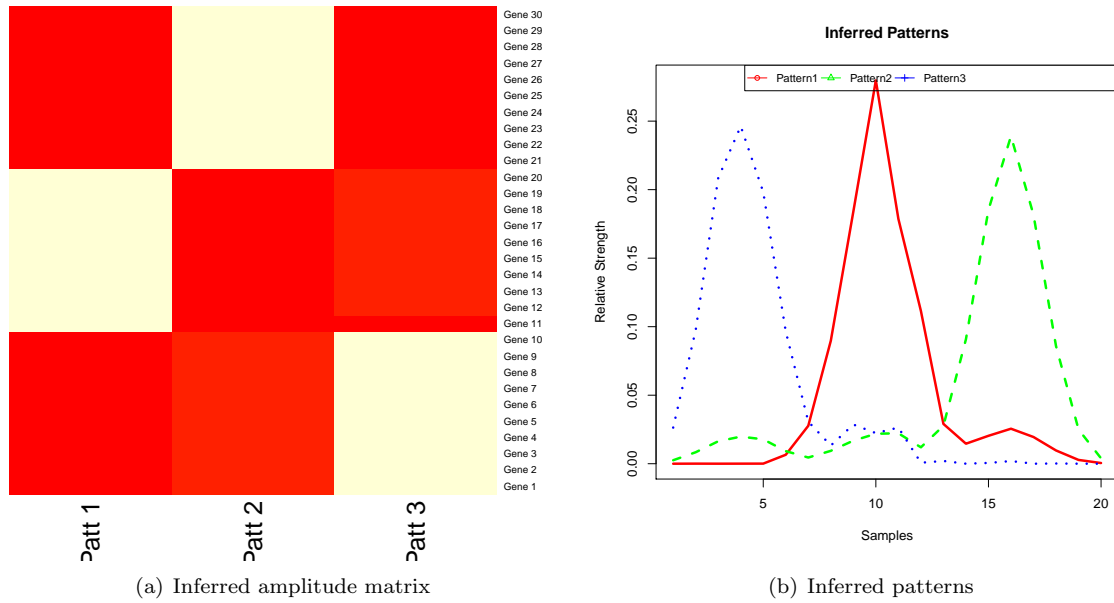 Gene 30
Gene 29
Gene 28
Gene 27
Gene 26
Gene 25
Gene 24
Gene 23
Gene 22
Gene 21
Gene 20
Gene 19
Gene 18
Gene 17
Gene 16
Gene 15
Gene 14
Gene 13
Gene 12
Gene 11
Gene 10
Gene 9
Gene 8
Gene 7
Gene 6
Gene 5
Gene 4
Gene 3
Gene 2
Gene 1
Patt 1
Patt 2
Patt 3
(a) Inferred amplitude matrix
Inferred Patterns
Pattern1 Pattern2 Pattern3
Relative Strength
0.25
0.20
0.15
0.10
0.05
0.00
5 10 15 20
Samples
(b) Inferred patterns